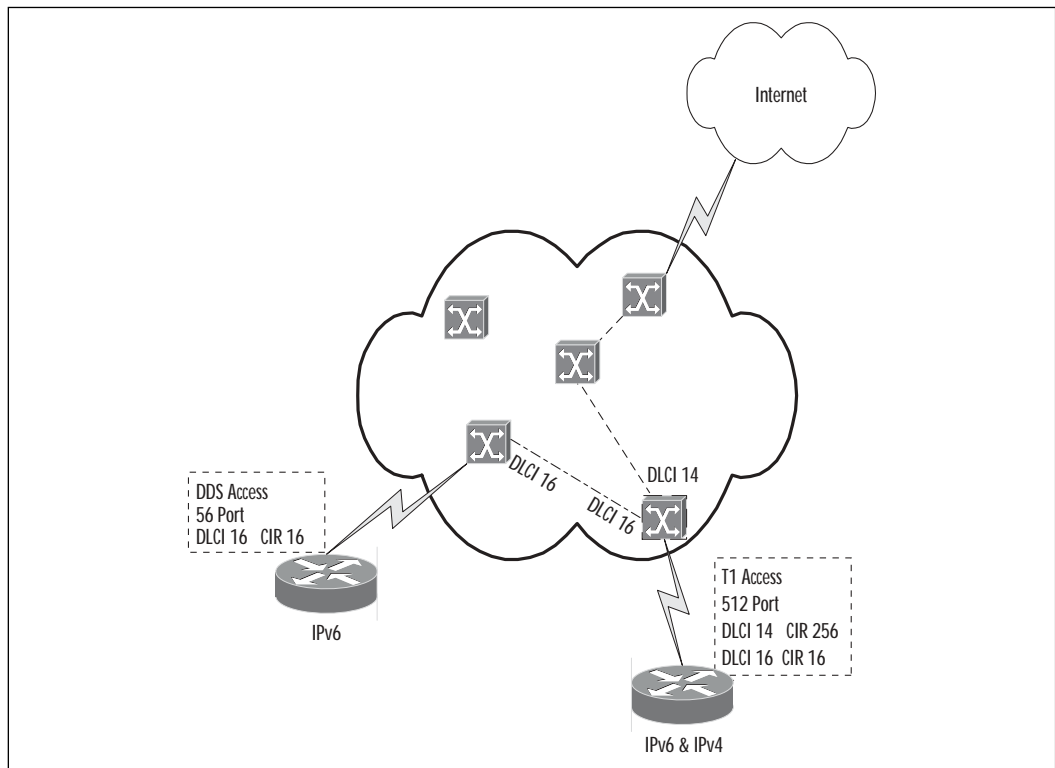 Internet
DLCI 14
DLCI 16
DLCI 16
DDS Access
56 Port
DLCI 16 CIR 16
IPv6
T1 Access
512 Port
DLCI 14 CIR 256
DLCI 16 CIR 16
IPv6 & IPv4